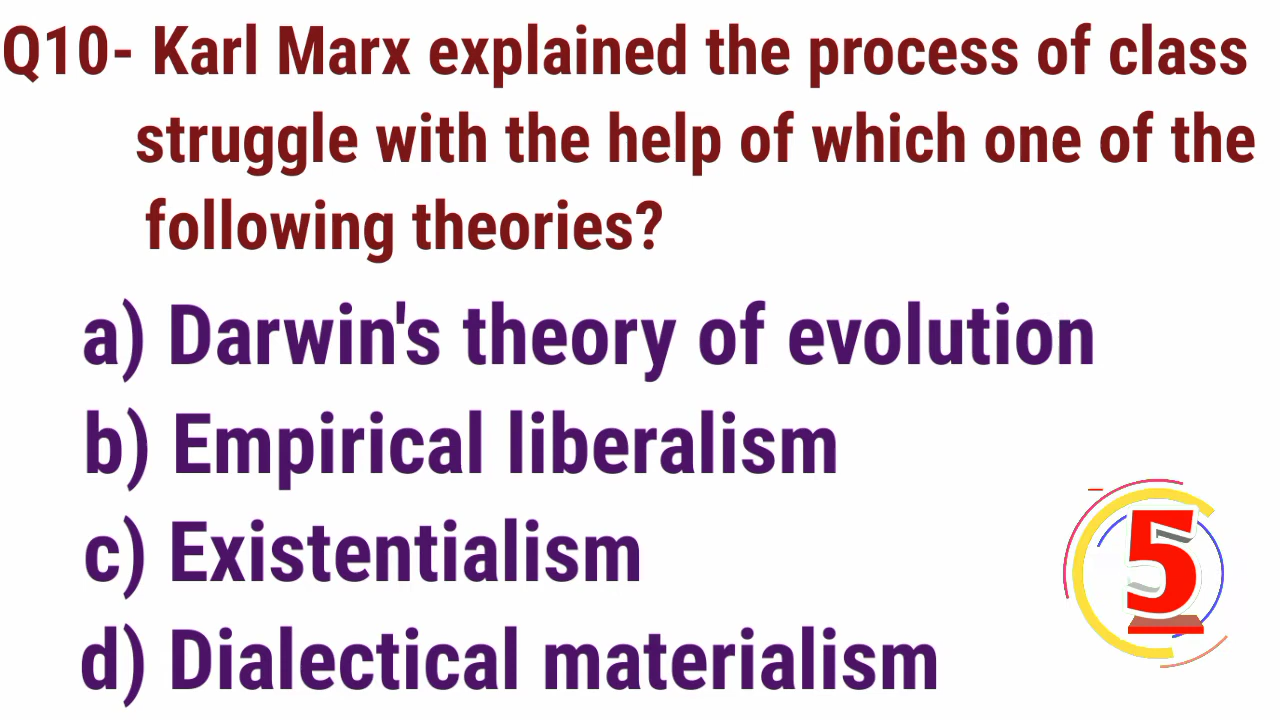 Q10- Karl Marx explained the process of class
struggle with the help of which one of the
following theories?
a) Darwin's theory of evolution
b) Empirical liberalism
c) Existentialism
d) Dialectical materialism
5